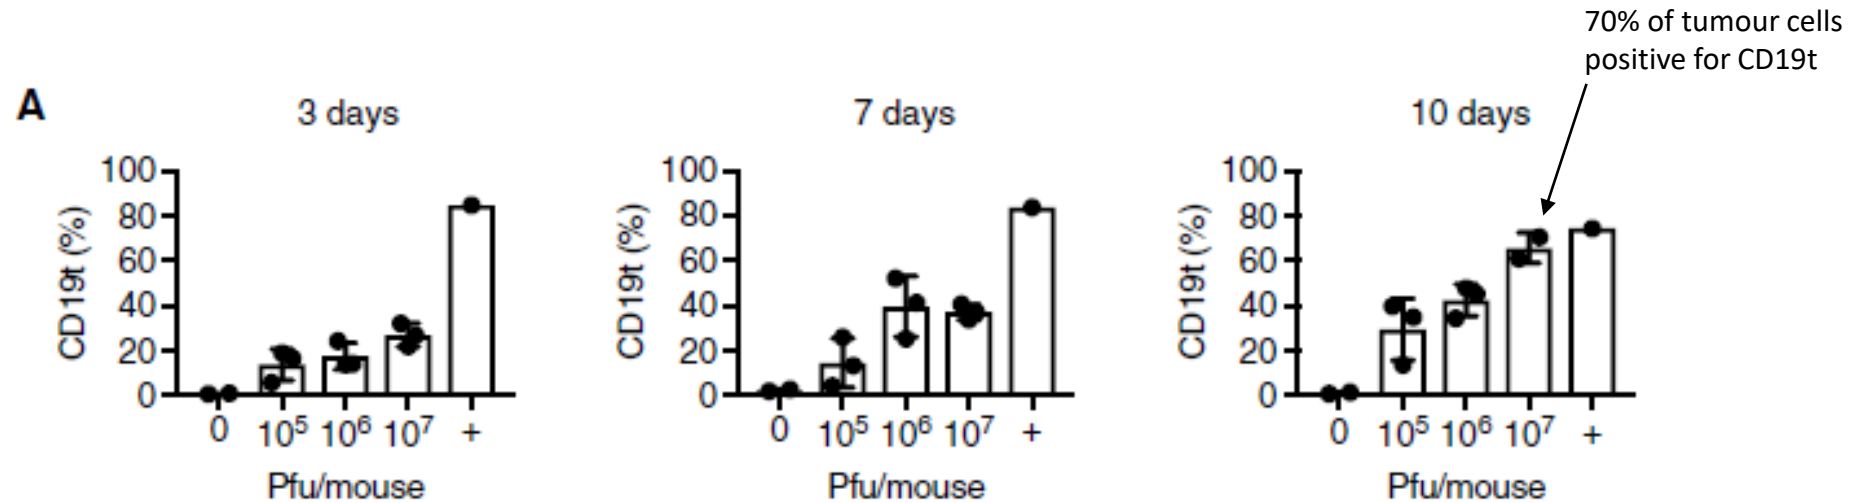 70% of tumour cells
positive for CD19t
A
3 days
7 days
10 days
CD19t (%)
100
80
60
40
20
0
0 10⁵ 10⁶ 10⁷ +
Pfu/mouse
CD19t (%)
100
80
60
40
20
0
0 10⁵ 10⁶ 10⁷ +
Pfu/mouse
CD19t (%)
100
80
60
40
20
0
0 10⁵ 10⁶ 10⁷ +
Pfu/mouse